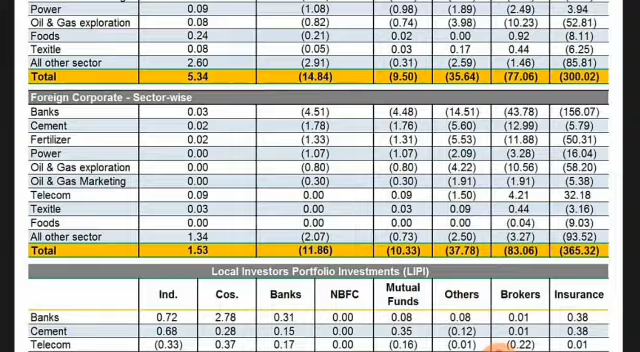 Power 0.09 (1.08) (0.98) (1.89) (2.49) 3.94
Oil & Gas exploration 0.08 (0.82) (0.74) (3.98) (10.23) (52.81)
Foods 0.24 (0.21) 0.02 0.00 0.92 (8.11)
Texitle 0.08 (0.05) 0.03 0.17 0.44 (6.25)
All other sector 2.60 (2.91) (0.31) (2.59) (1.46) (85.81)
Total 5.34 (14.84) (9.50) (35.64) (77.06) (300.02)
Foreign Corporate - Sector-wise
Banks 0.03 (4.51) (4.48) (14.51) (43.78) (156.07)
Cement 0.02 (1.78) (1.76) (5.60) (12.99) (5.79)
Fertilizer 0.02 (1.33) (1.31) (5.53) (11.88) (50.31)
Power 0.00 (1.07) (1.07) (2.09) (3.28) (16.04)
Oil & Gas exploration 0.00 (0.80) (0.80) (4.22) (10.56) (58.20)
Oil & Gas Marketing 0.00 (0.30) (0.30) (1.91) (1.91) (5.38)
Telecom 0.09 0.00 0.09 (1.50) 4.21 32.18
Texitle 0.03 0.00 0.03 0.09 0.44 (3.16)
Foods 0.00 0.00 0.00 0.00 (0.04) (9.03)
All other sector 1.34 (2.07) (0.73) (2.50) (3.27) (93.52)
Total 1.53 (11.86) (10.33) (37.78) (83.06) (365.32)
Local Investors Portfolio Investments (LIPI)
Ind. Cos. Banks NBFC Mutual Funds Others Brokers Insurance
Banks 0.72 2.78 0.31 0.00 0.08 0.08 0.01 0.38
Cement 0.68 0.28 0.15 0.00 0.35 (0.12) 0.01 0.38
Telecom (0.33) 0.37 0.17 0.00 (0.16) (0.01) (0.22) 0.01